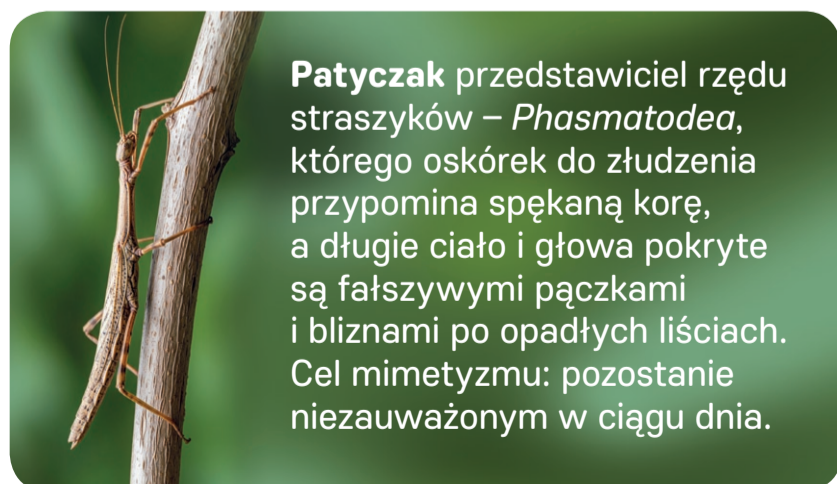 Patyczak przedstawiciel rzędu
straszyków – Phasmatodea,
którego oskórek do złudzenia
przypomina spękaną korę,
a długie ciało i głowa pokryte
są fałszywymi pączkami
i bliznami po opadłych liściach.
Cel mimetyzmu: pozostanie
niezauważonym w ciągu dnia.